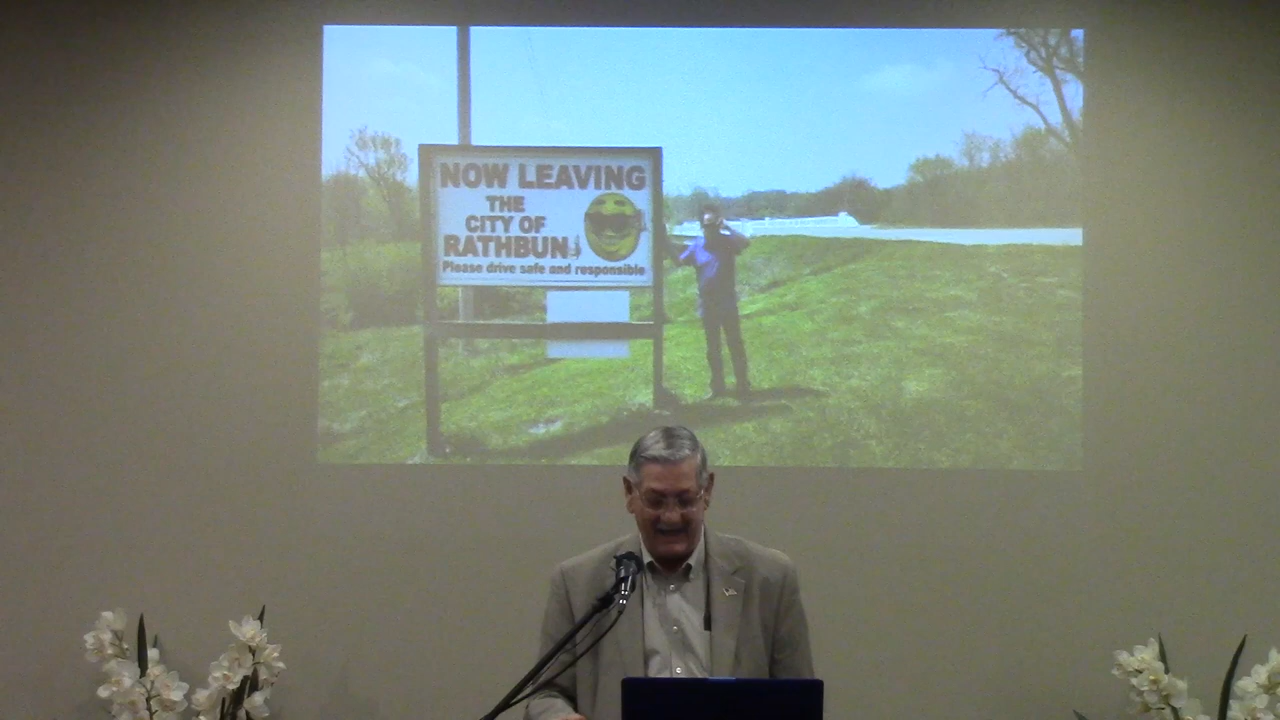 NOW LEAVING
THE
CITY OF
RATHBUN
Please drive safe and responsible